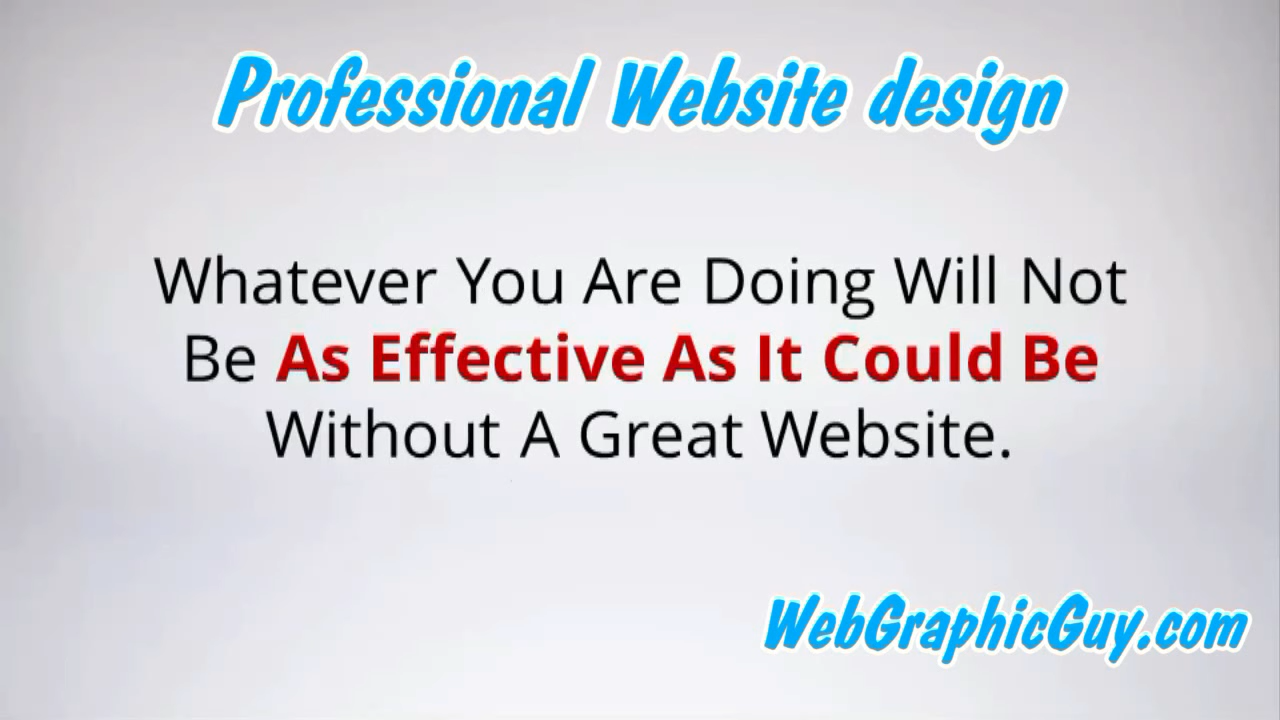 Professional Website design
Whatever You Are Doing Will Not
Be As Effective As It Could Be
Without A Great Website.
WebGraphicGuy.com